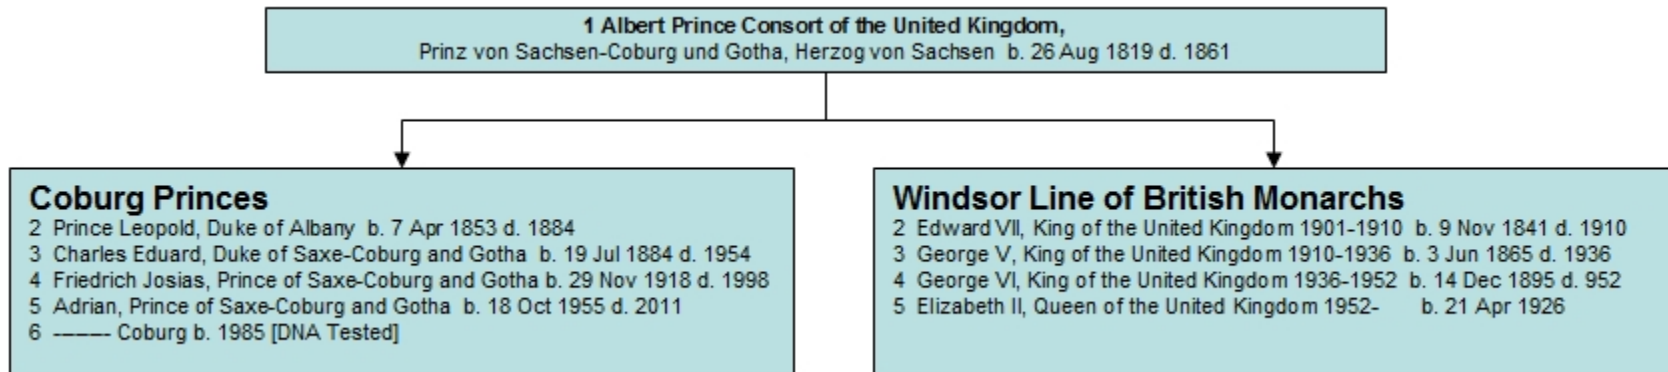 1 Albert Prince Consort of the United Kingdom,
Prinz von Sachsen-Coburg und Gotha, Herzog von Sachsen b. 26 Aug 1819 d. 1861
Coburg Princes
2 Prince Leopold, Duke of Albany b. 7 Apr 1853 d. 1884
3 Charles Eduard, Duke of Saxe-Coburg and Gotha b. 19 Jul 1884 d. 1954
4 Friedrich Josias, Prince of Saxe-Coburg and Gotha b. 29 Nov 1918 d. 1998
5 Adrian, Prince of Saxe-Coburg and Gotha b. 18 Oct 1955 d. 2011
6 -------- Coburg b. 1985 [DNA Tested]
Windsor Line of British Monarchs
2 Edward VII, King of the United Kingdom 1901-1910 b. 9 Nov 1841 d. 1910
3 George V, King of the United Kingdom 1910-1936 b. 3 Jun 1865 d. 1936
4 George VI, King of the United Kingdom 1936-1952 b. 14 Dec 1895 d. 952
5 Elizabeth II, Queen of the United Kingdom 1952- b. 21 Apr 1926